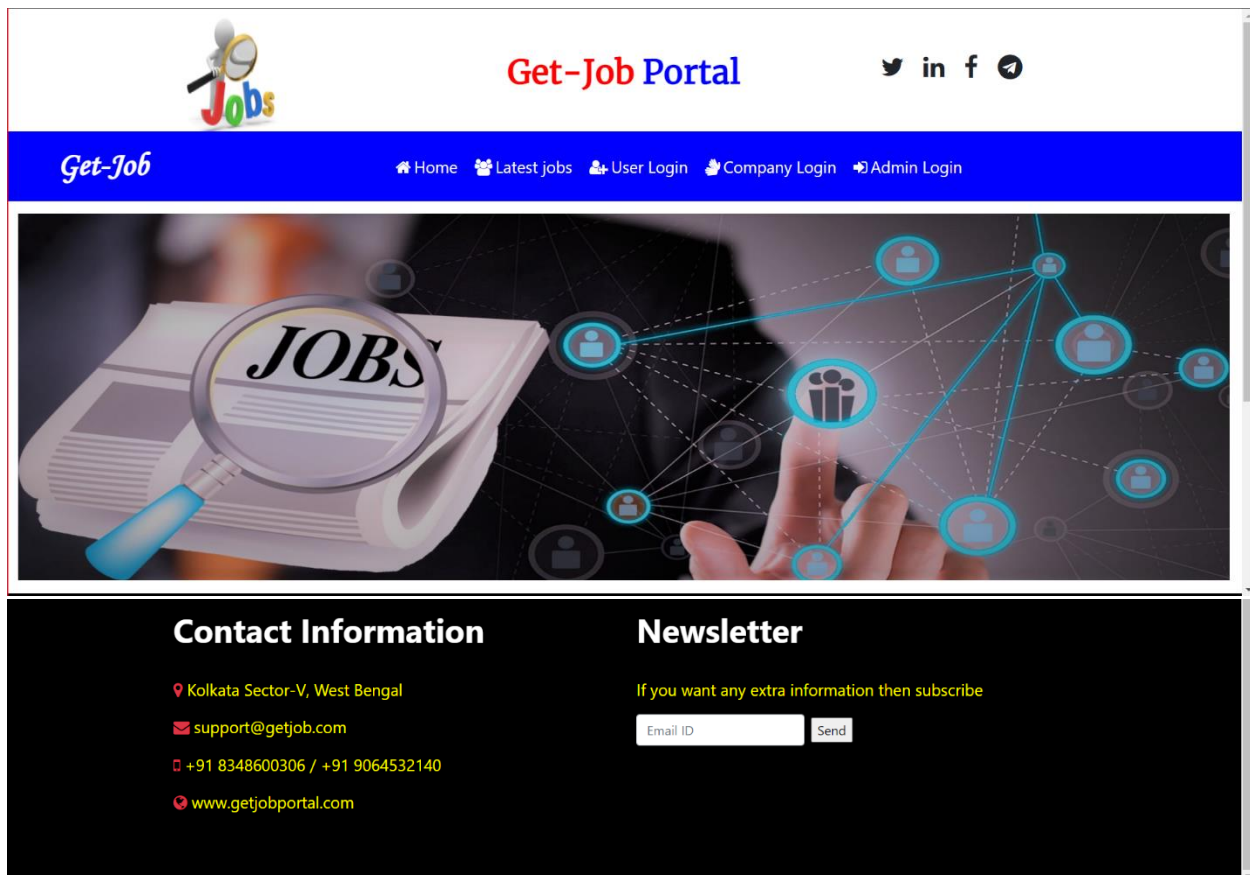 Jobs
Get-Job Portal
Get-Job
Home Latest jobs User Login Company Login Admin Login
JOBS
Contact Information
Kolkata Sector-V, West Bengal
support@getjob.com
+91 8348600306 / +91 9064532140
www.getjobportal.com
Newsletter
If you want any extra information then subscribe
Email ID Send